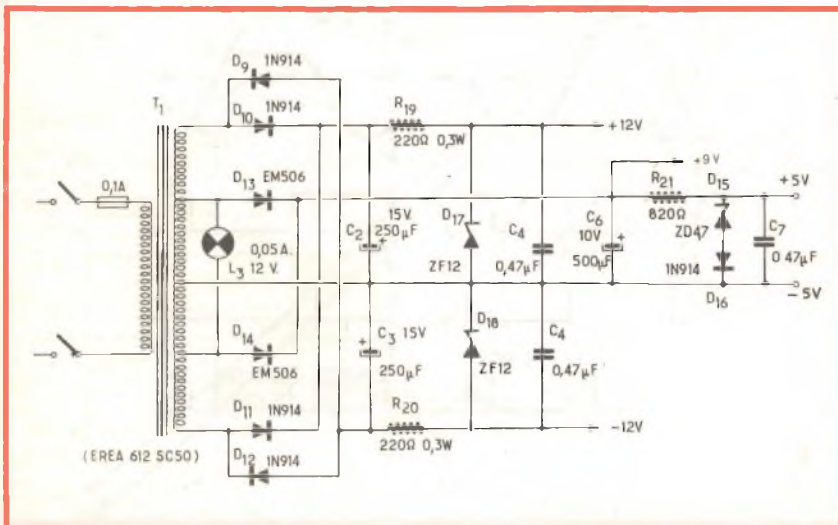 D9 1N914
T1
D10 1N914
R19
220Ω 0,3W
+12V
0,1A
D13 EM506
+9V
R21
820Ω
D15
+5V
15V.
C2 250µF
+
D17
ZF12
C4
0,47µF
C6
10V
500µF
+
ZD4,7
1N914
D16
C7
0 47µF
-5V
L3
0,05 A.
12 V.
D14
EM506
+
C3 15V
250µF
D18
ZF12
C4
0,47µF
D11 1N914
R20
220Ω 0,3W
-12V
D12 1N914
(EREA 612 SC50)